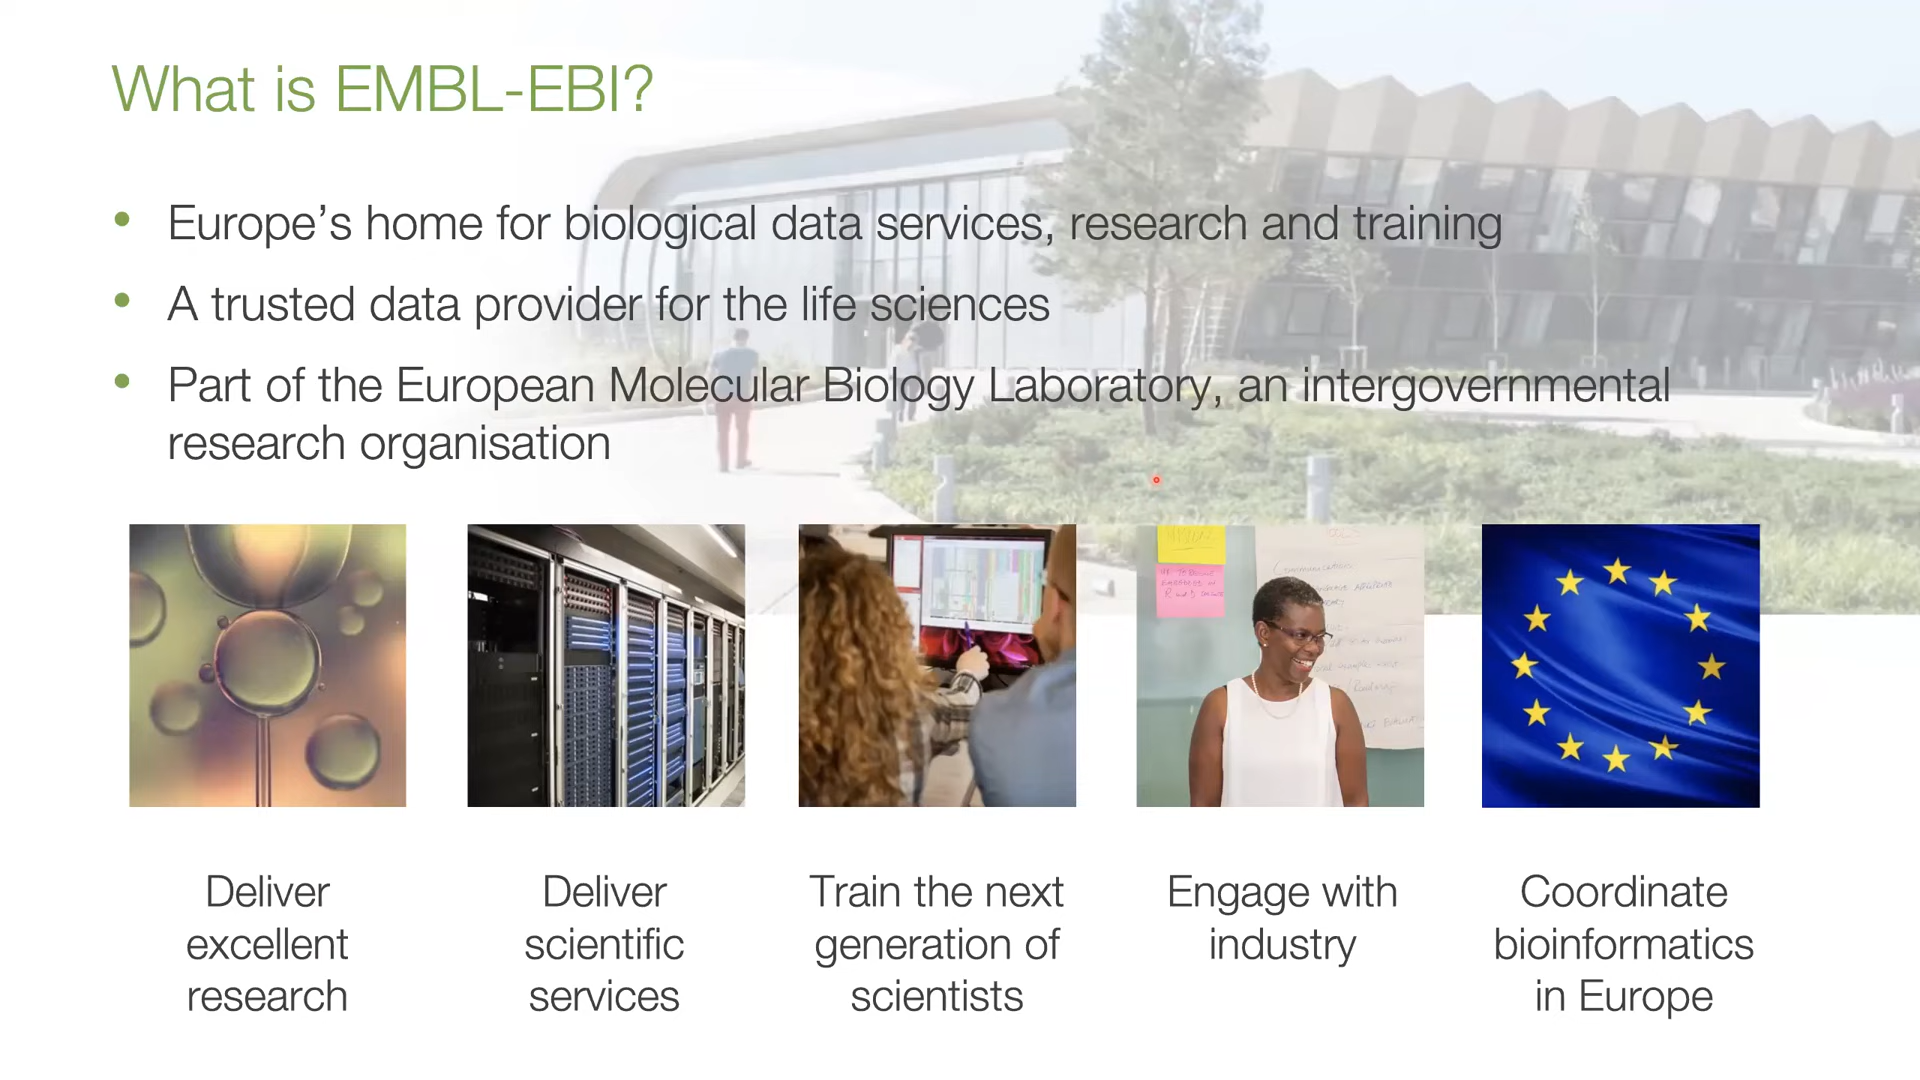 What is EMBL-EBI?
• Europe’s home for biological data services, research and training
• A trusted data provider for the life sciences
• Part of the European Molecular Biology Laboratory, an intergovernmental
research organisation
Deliver
excellent
research
Deliver
scientific
services
Train the next
generation of
scientists
Engage with
industry
Coordinate
bioinformatics
in Europe